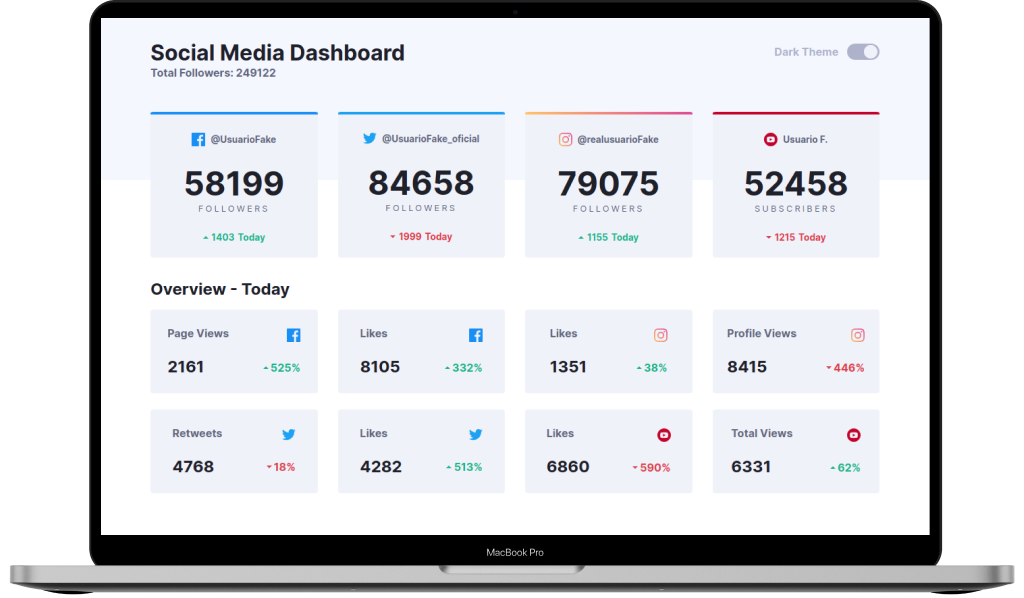 Social Media Dashboard
Total Followers: 249122
Dark Theme
@UsuarioFake
58199
FOLLOWERS
1403 Today
@UsuarioFake_oficial
84658
FOLLOWERS
1999 Today
@realusuarioFake
79075
FOLLOWERS
1155 Today
Usuario F.
52458
SUBSCRIBERS
1215 Today
Overview - Today
Page Views
2161
525%
Likes
8105
332%
Likes
1351
38%
Profile Views
8415
446%
Retweets
4768
18%
Likes
4282
513%
Likes
6860
590%
Total Views
6331
62%
MacBook Pro